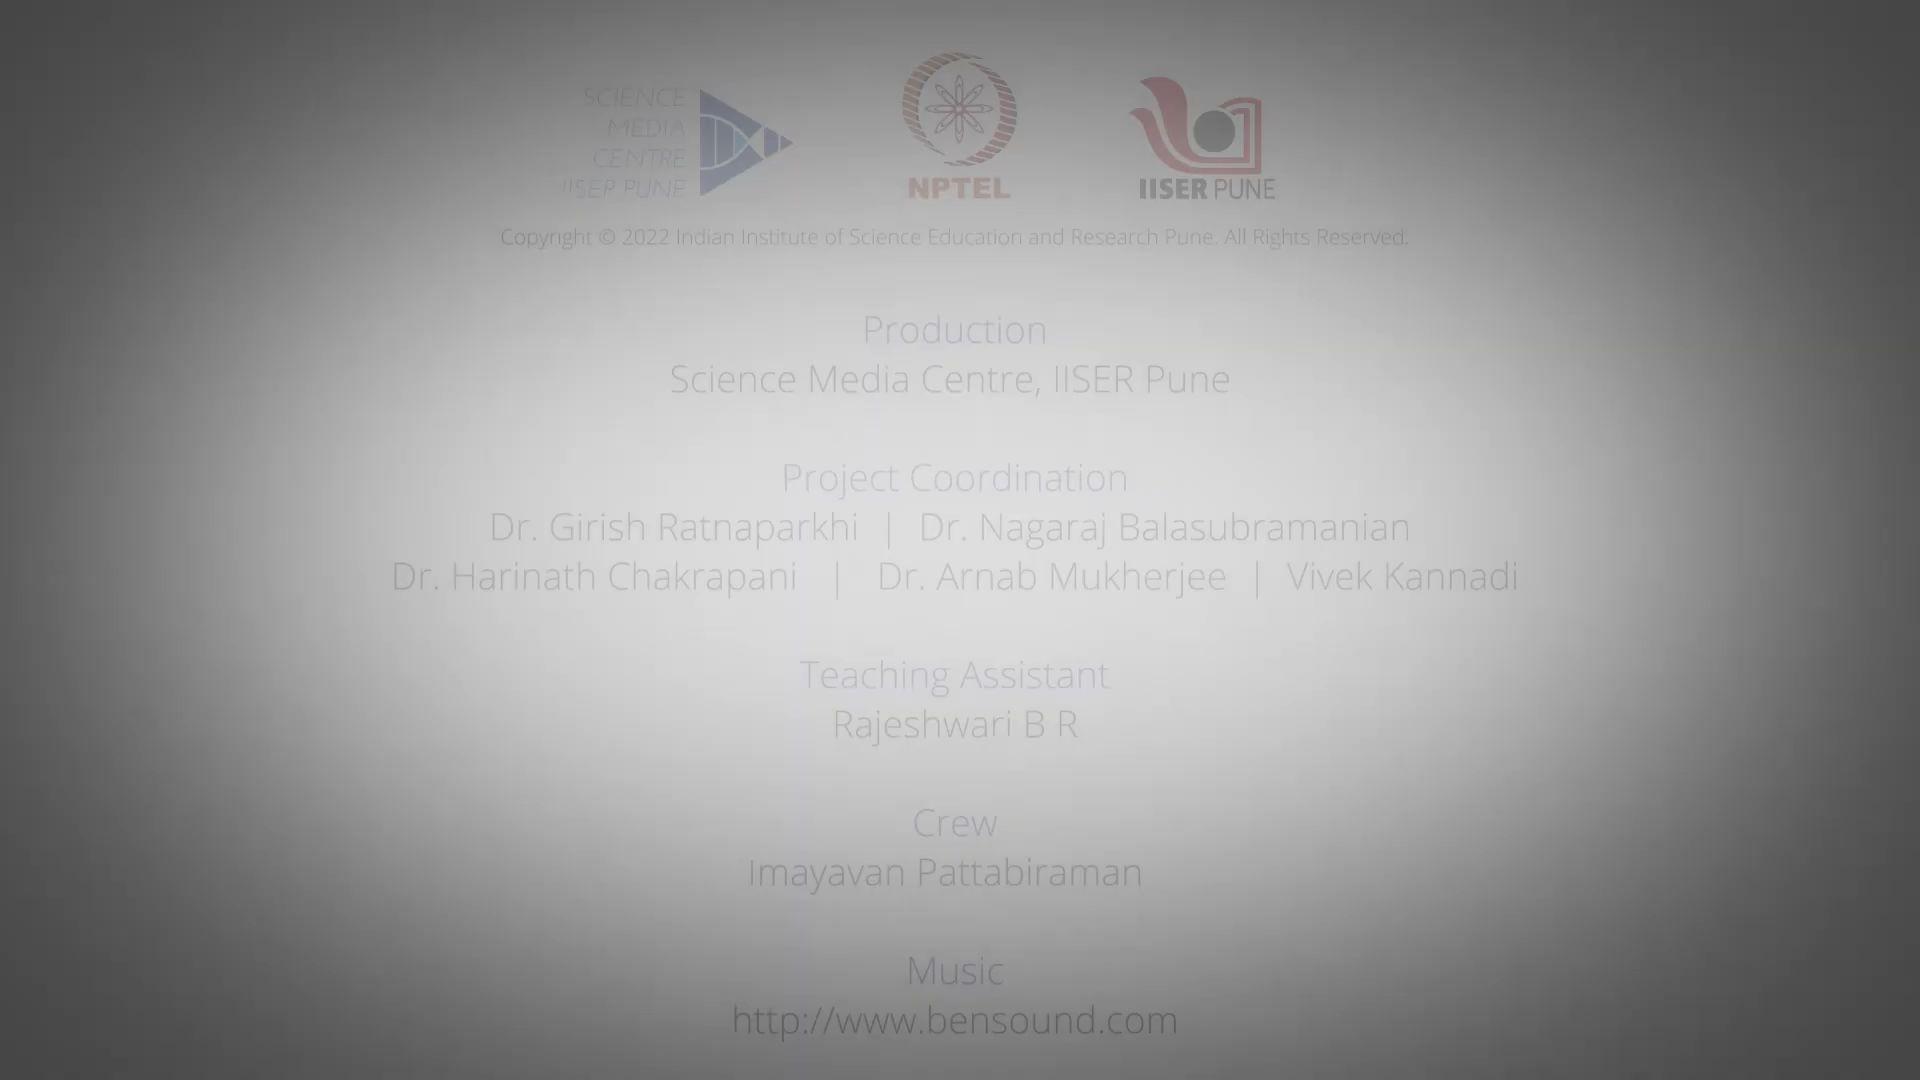 SCIENCE
MEDIA
CENTRE
IISER PUNE
NPTEL
IISER PUNE
Copyright © 2022 Indian Institute of Science Education and Research Pune. All Rights Reserved.
Production
Science Media Centre, IISER Pune
Project Coordination
Dr. Girish Ratnaparkhi | Dr. Nagaraj Balasubramanian
Dr. Harinath Chakrapani | Dr. Arnab Mukherjee | Vivek Kannadi
Teaching Assistant
Rajeshwari B R
Crew
Imayavan Pattabiraman
Music
http://www.bensound.com